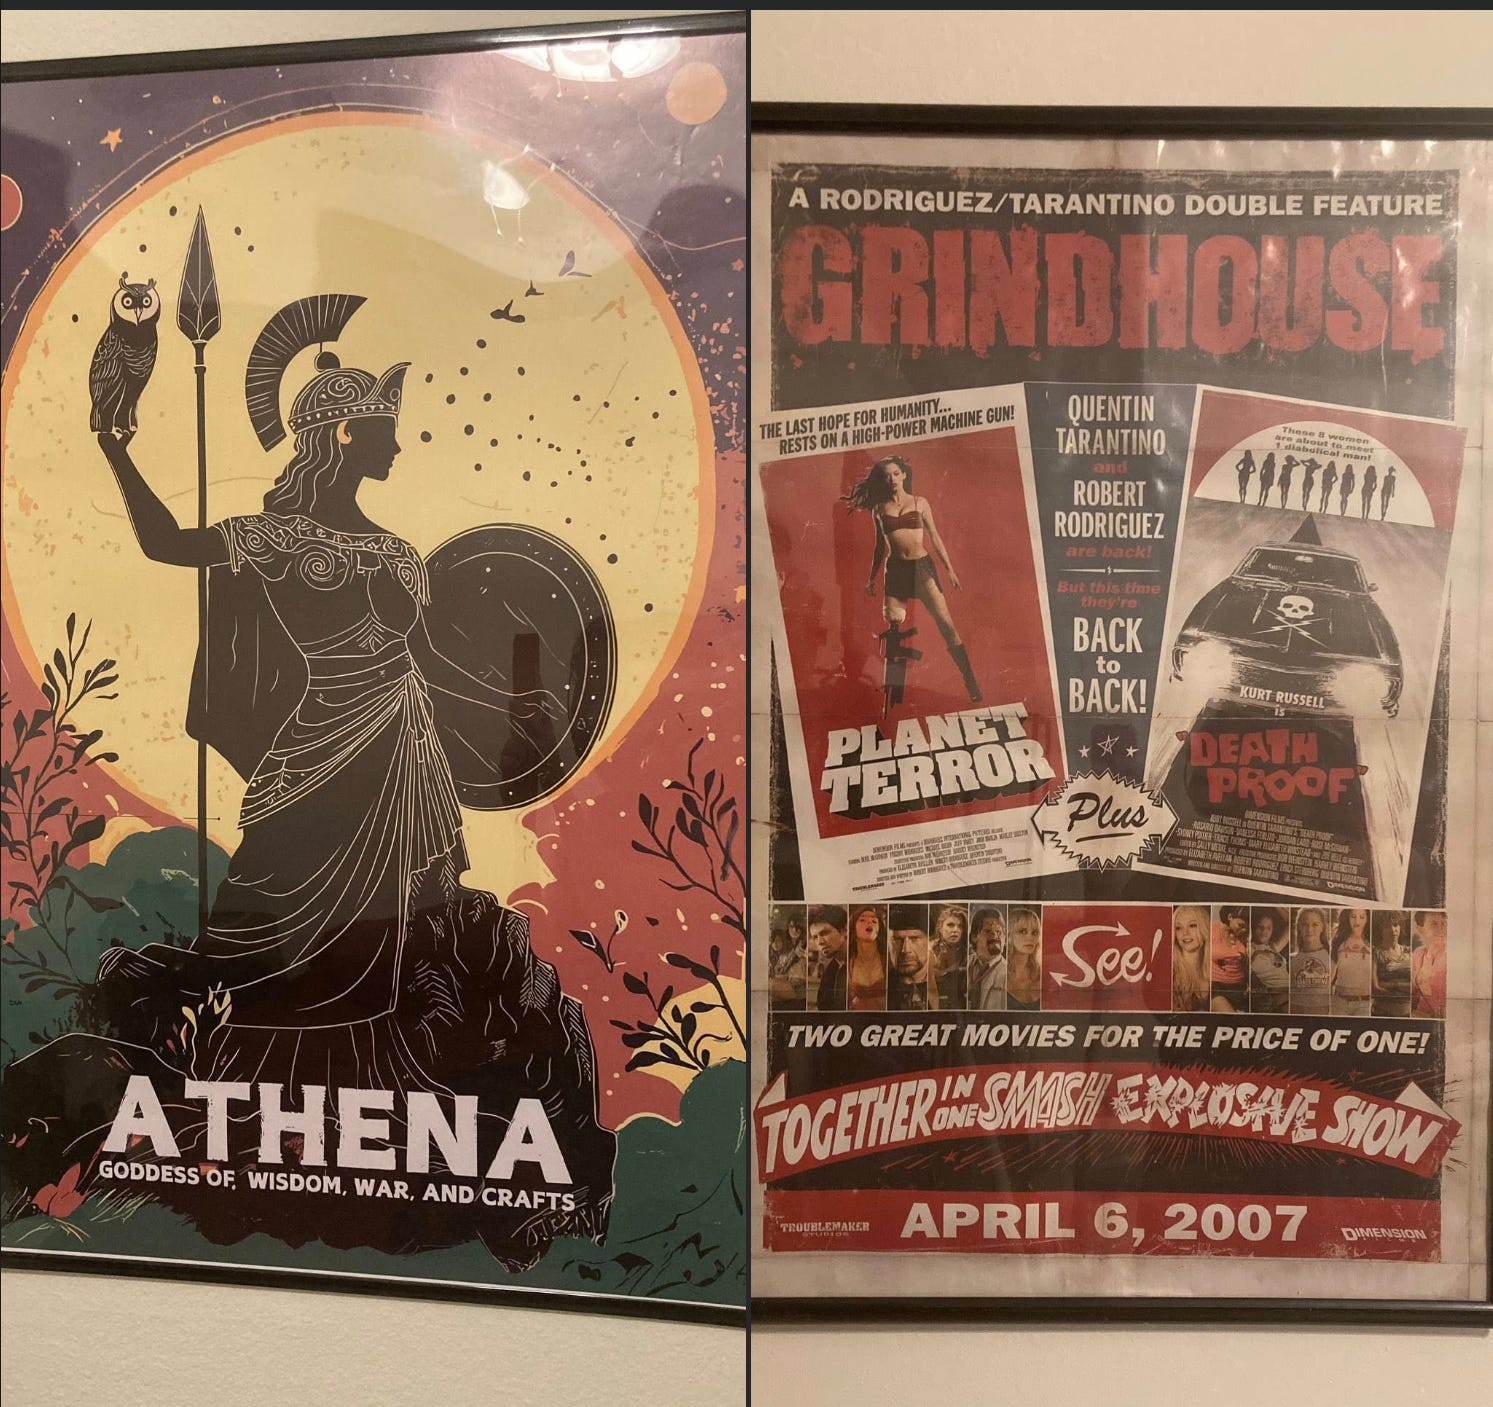 ATHENA
GODDESS OF, WISDOM, WAR, AND CRAFTS
A RODRIGUEZ/TARANTINO DOUBLE FEATURE
GRINDHOUSE
THE LAST HOPE FOR HUMANITY...
RESTS ON A HIGH-POWER MACHINE GUN!
PLANET
TERROR
QUENTIN
TARANTINO
and
ROBERT
RODRIGUEZ
are back!
But this time
they're
BACK
to
BACK!
Plus
These 8 women
are about to meet
1 diabolical man!
KURT RUSSELL
IS
"DEATH
PROOF"
See!
TWO GREAT MOVIES FOR THE PRICE OF ONE!
TOGETHER IN ONE SMASH EXPLOSIVE SHOW
TROUBLEMAKER
STUDIOS
APRIL 6, 2007
DIMENSION